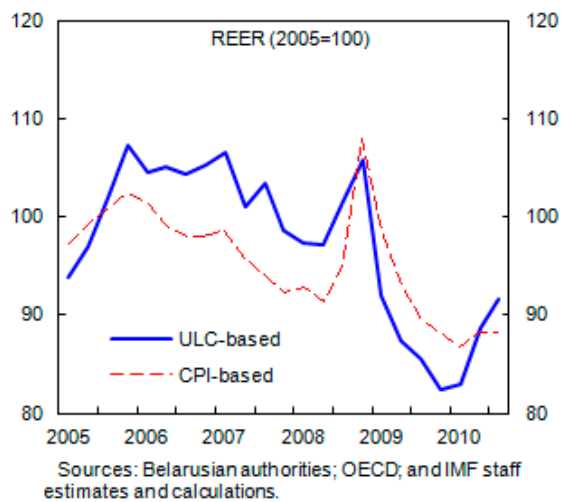 REER (2005=100)
120 120
110 110
100 100
90 90
80 80
ULC-based
CPI-based
2005 2006 2007 2008 2009 2010
Sources: Belarusian authorities; OECD; and IMF staff
estimates and calculations.